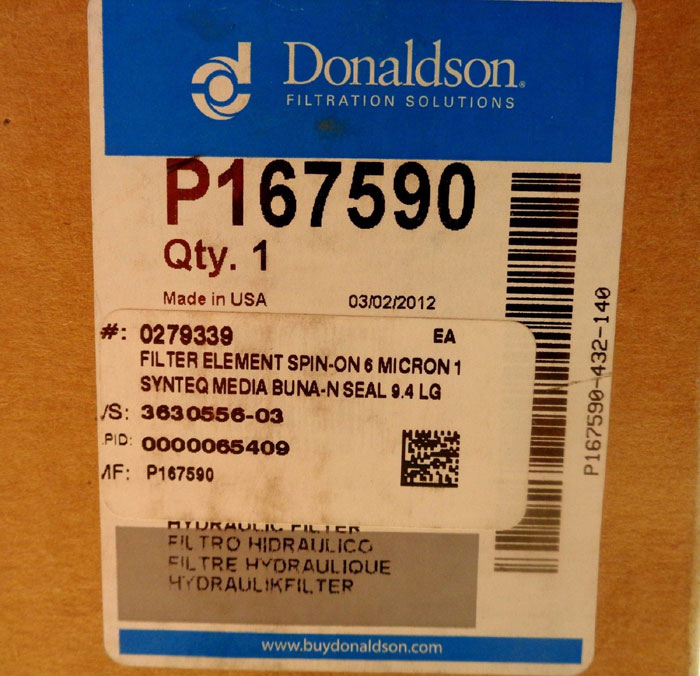 Donaldson®
FILTRATION SOLUTIONS
P167590
Qty. 1
Made in USA 03/02/2012
#: 0279339 EA
FILTER ELEMENT SPIN-ON 6 MICRON 1
SYNTEQ MEDIA BUNA-N SEAL 9.4 LG
/S: 3630556-03
PID: 0000065409
MF: P167590
HYDRAULIC FILTER
FILTRO HIDRAULICO
FILTRE HYDRAULIQUE
HYDRAULIKFILTER
www.buydonaldson.com
P167590-432-140